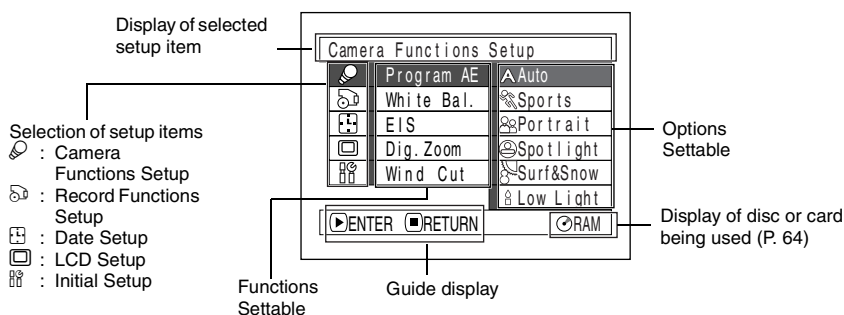 Display of selected
setup item
Camera Functions Setup
Program AE
White Bal.
EIS
Dig. Zoom
Wind Cut
Auto
Sports
Portrait
Spotlight
Surf&Snow
Low Light
ENTER RETURN
RAM
Selection of setup items
: Camera
Functions Setup
: Record Functions
Setup
: Date Setup
: LCD Setup
: Initial Setup
Options
Settable
Display of disc or card
being used (P. 64)
Functions
Settable
Guide display